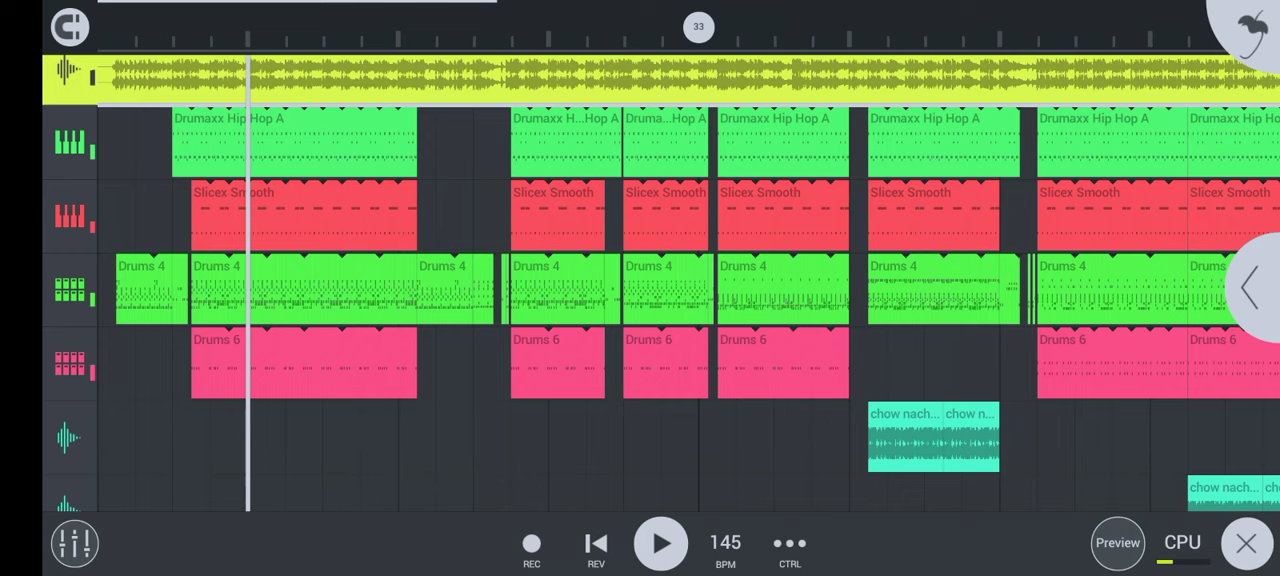 33
Drumaxx Hip Hop A
Drumaxx H...Hop A
Druma...Hop A
Drumaxx Hip Hop A
Drumaxx Hip Hop A
Drumaxx Hip Hop A
Drumaxx Hip Ho
Slicex Smooth
Slicex Smooth
Slicex Smooth
Slicex Smooth
Slicex Smooth
Slicex Smooth
Slicex Smooth
Drums 4
Drums 4
Drums 4
Drums 4
Drums 4
Drums 4
Drums 4
Drums 4
Drums
Drums 6
Drums 6
Drums 6
Drums 6
Drums 6
Drums 6
chow nach...
chow n...
chow nach...
ch
REC
REV
145
BPM
•••
CTRL
Preview
CPU